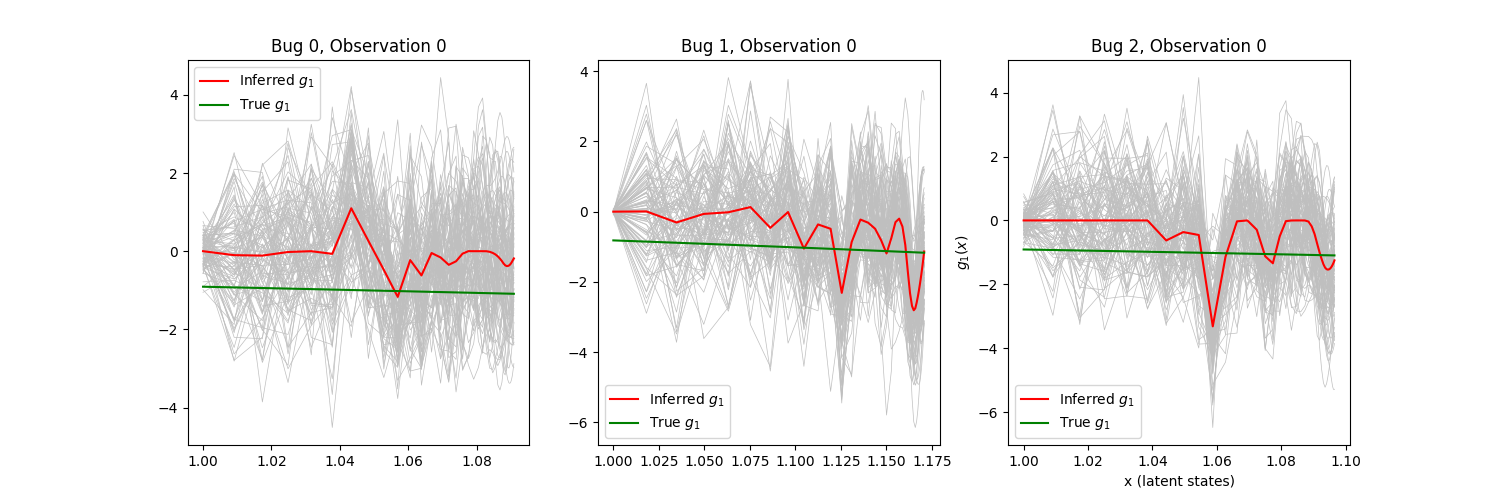 Bug 0, Observation 0
Inferred g₁
True g₁
4
2
0
−2
−4
1.00 1.02 1.04 1.06 1.08
Bug 1, Observation 0
4
2
0
−2
−4
−6
Inferred g₁
True g₁
1.000 1.025 1.050 1.075 1.100 1.125 1.150 1.175
Bug 2, Observation 0
g₁(x)
4
2
0
−2
−4
−6
Inferred g₁
True g₁
1.00 1.02 1.04 1.06 1.08 1.10
x (latent states)